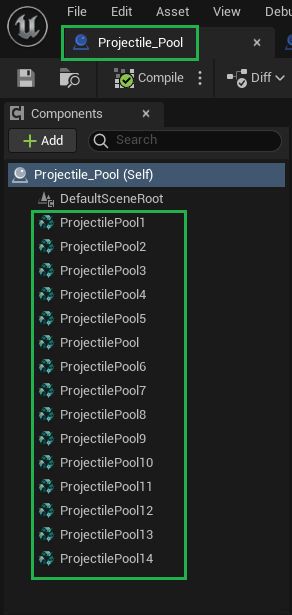 File Edit Asset View Debu
Projectile_Pool
Compile Diff
Components
Add Search
Projectile_Pool (Self)
DefaultSceneRoot
ProjectilePool1
ProjectilePool2
ProjectilePool3
ProjectilePool4
ProjectilePool5
ProjectilePool
ProjectilePool6
ProjectilePool7
ProjectilePool8
ProjectilePool9
ProjectilePool10
ProjectilePool11
ProjectilePool12
ProjectilePool13
ProjectilePool14